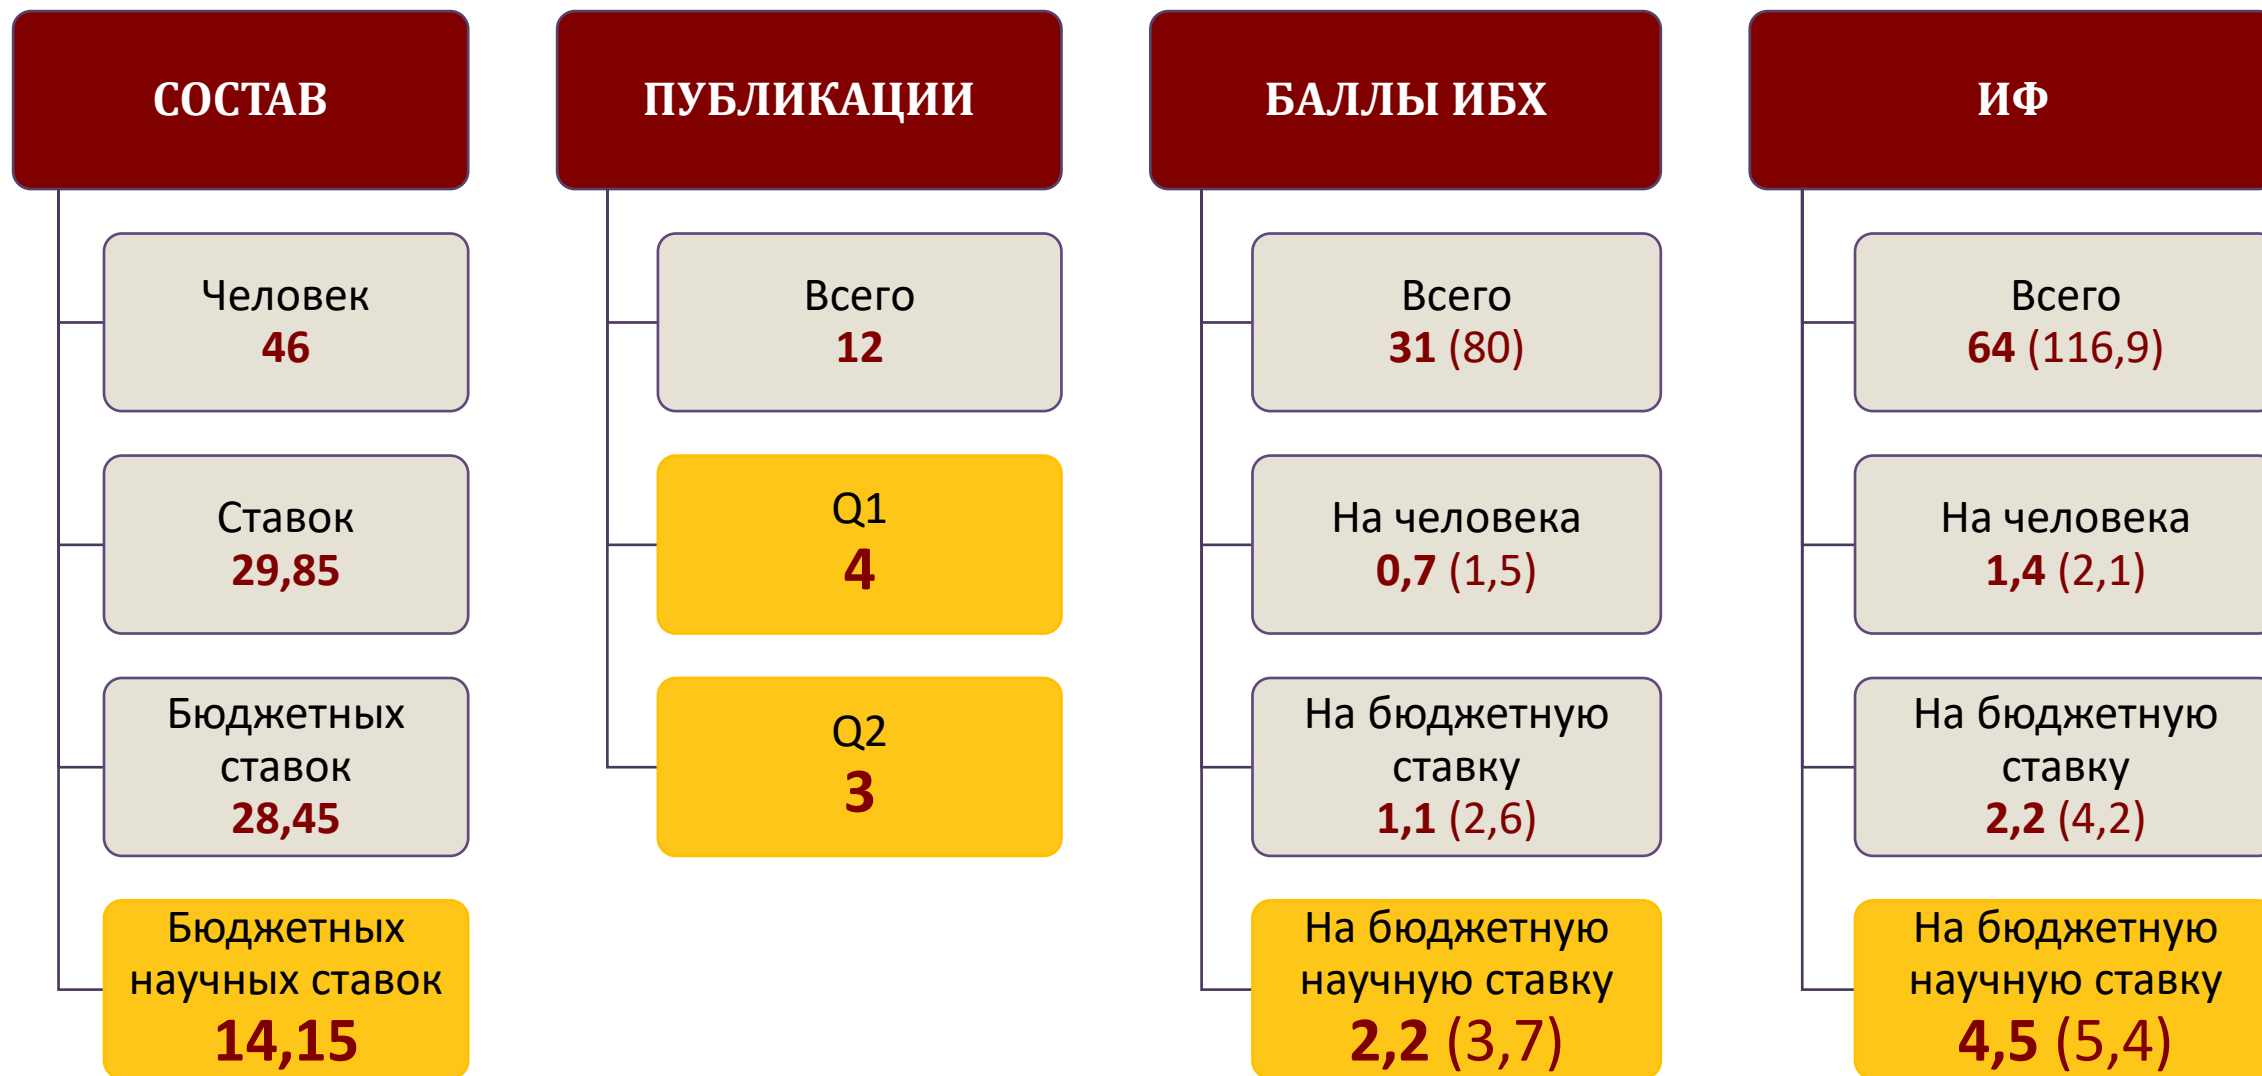 СОСТАВ
Человек
46
Ставок
29,85
Бюджетных
ставок
28,45
Бюджетных
научных ставок
14,15
ПУБЛИКАЦИИ
Всего
12
Q1
4
Q2
3
БАЛЛЫ ИБХ
Всего
31 (80)
На человека
0,7 (1,5)
На бюджетную
ставку
1,1 (2,6)
На бюджетную
научную ставку
2,2 (3,7)
ИФ
Всего
64 (116,9)
На человека
1,4 (2,1)
На бюджетную
ставку
2,2 (4,2)
На бюджетную
научную ставку
4,5 (5,4)